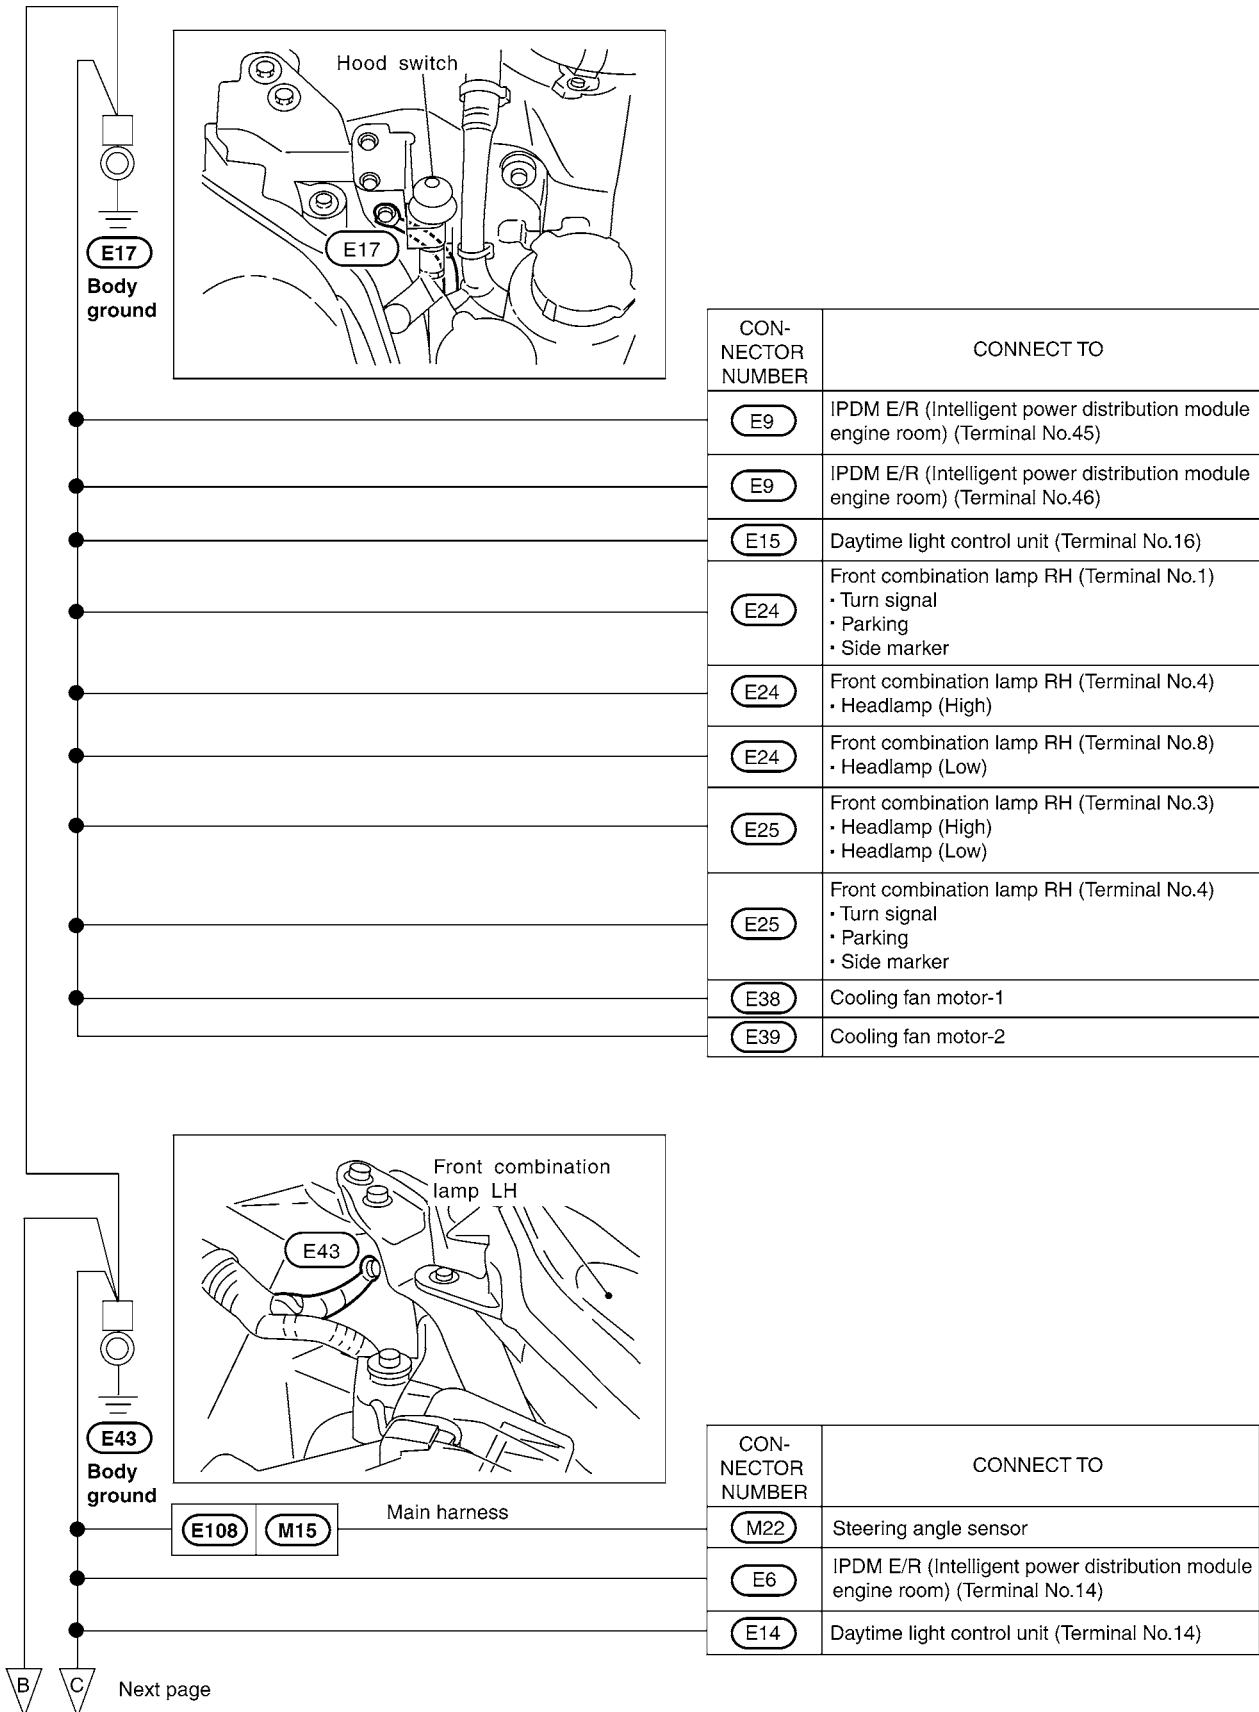 Hood switch
E17
E17
Body
ground
CON-
NECTOR
NUMBER
CONNECT TO
E9
IPDM E/R (Intelligent power distribution module
engine room) (Terminal No.45)
E9
IPDM E/R (Intelligent power distribution module
engine room) (Terminal No.46)
E15
Daytime light control unit (Terminal No.16)
E24
Front combination lamp RH (Terminal No.1)
· Turn signal
· Parking
· Side marker
E24
Front combination lamp RH (Terminal No.4)
· Headlamp (High)
E24
Front combination lamp RH (Terminal No.8)
· Headlamp (Low)
E25
Front combination lamp RH (Terminal No.3)
· Headlamp (High)
· Headlamp (Low)
E25
Front combination lamp RH (Terminal No.4)
· Turn signal
· Parking
· Side marker
E38
Cooling fan motor-1
E39
Cooling fan motor-2
Front combination
lamp LH
E43
E43
Body
ground
CON-
NECTOR
NUMBER
CONNECT TO
E108
M15
Main harness
M22
Steering angle sensor
E6
IPDM E/R (Intelligent power distribution module
engine room) (Terminal No.14)
E14
Daytime light control unit (Terminal No.14)
B
C
Next page